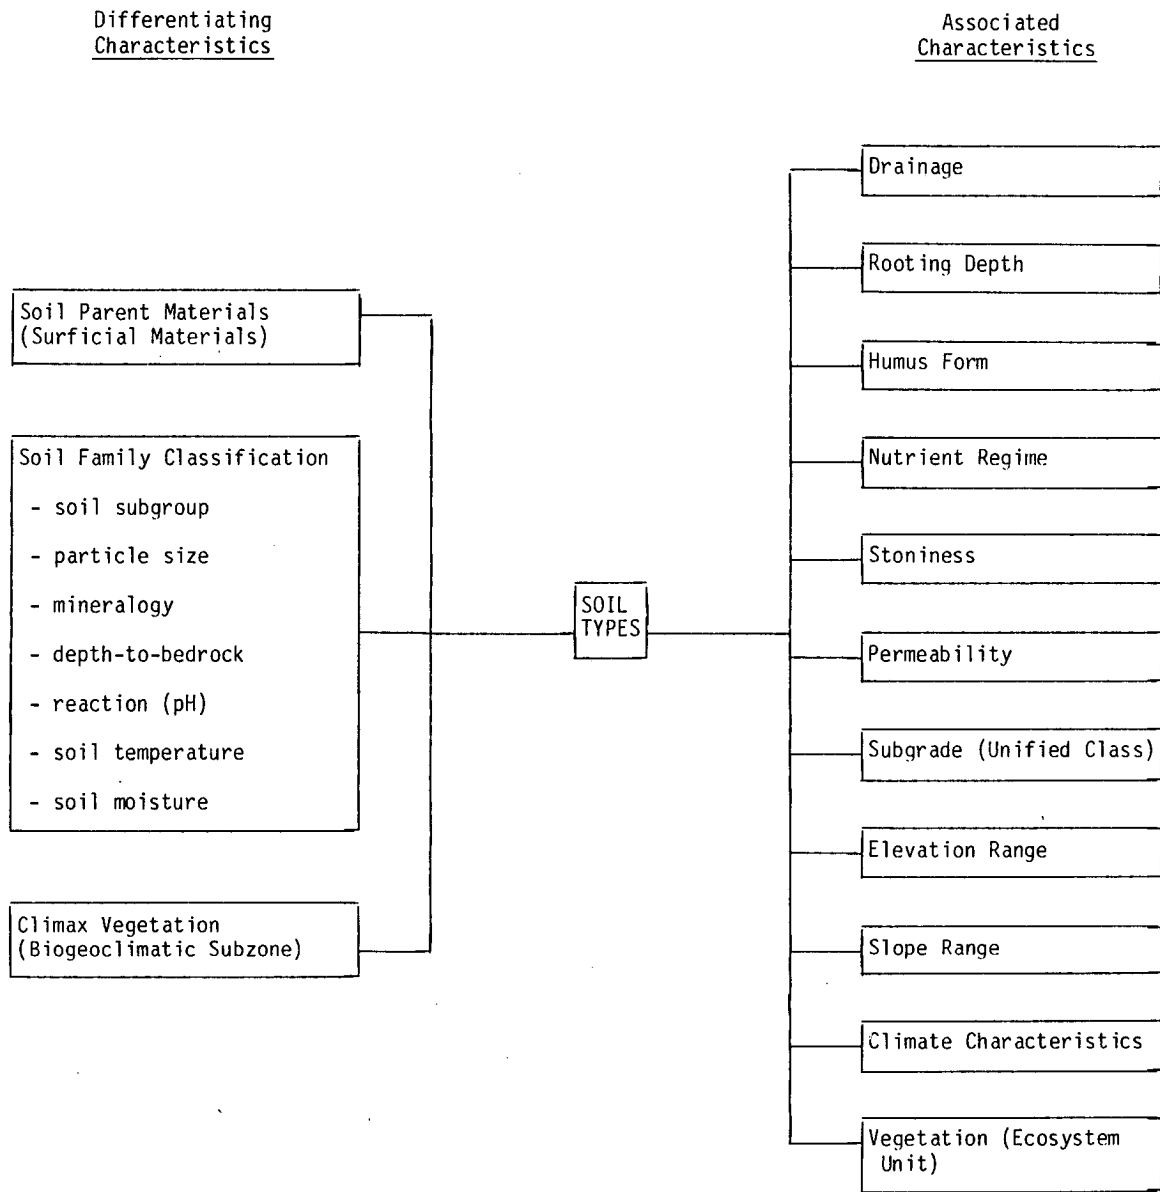 Differentiating
Characteristics
Associated
Characteristics
Soil Parent Materials
(Surficial Materials)
Soil Family Classification
- soil subgroup
- particle size
- mineralogy
- depth-to-bedrock
- reaction (pH)
- soil temperature
- soil moisture
Climax Vegetation
(Biogeoclimatic Subzone)
SOIL
TYPES
Drainage
Rooting Depth
Humus Form
Nutrient Regime
Stoniness
Permeability
Subgrade (Unified Class)
Elevation Range
Slope Range
Climate Characteristics
Vegetation (Ecosystem
Unit)